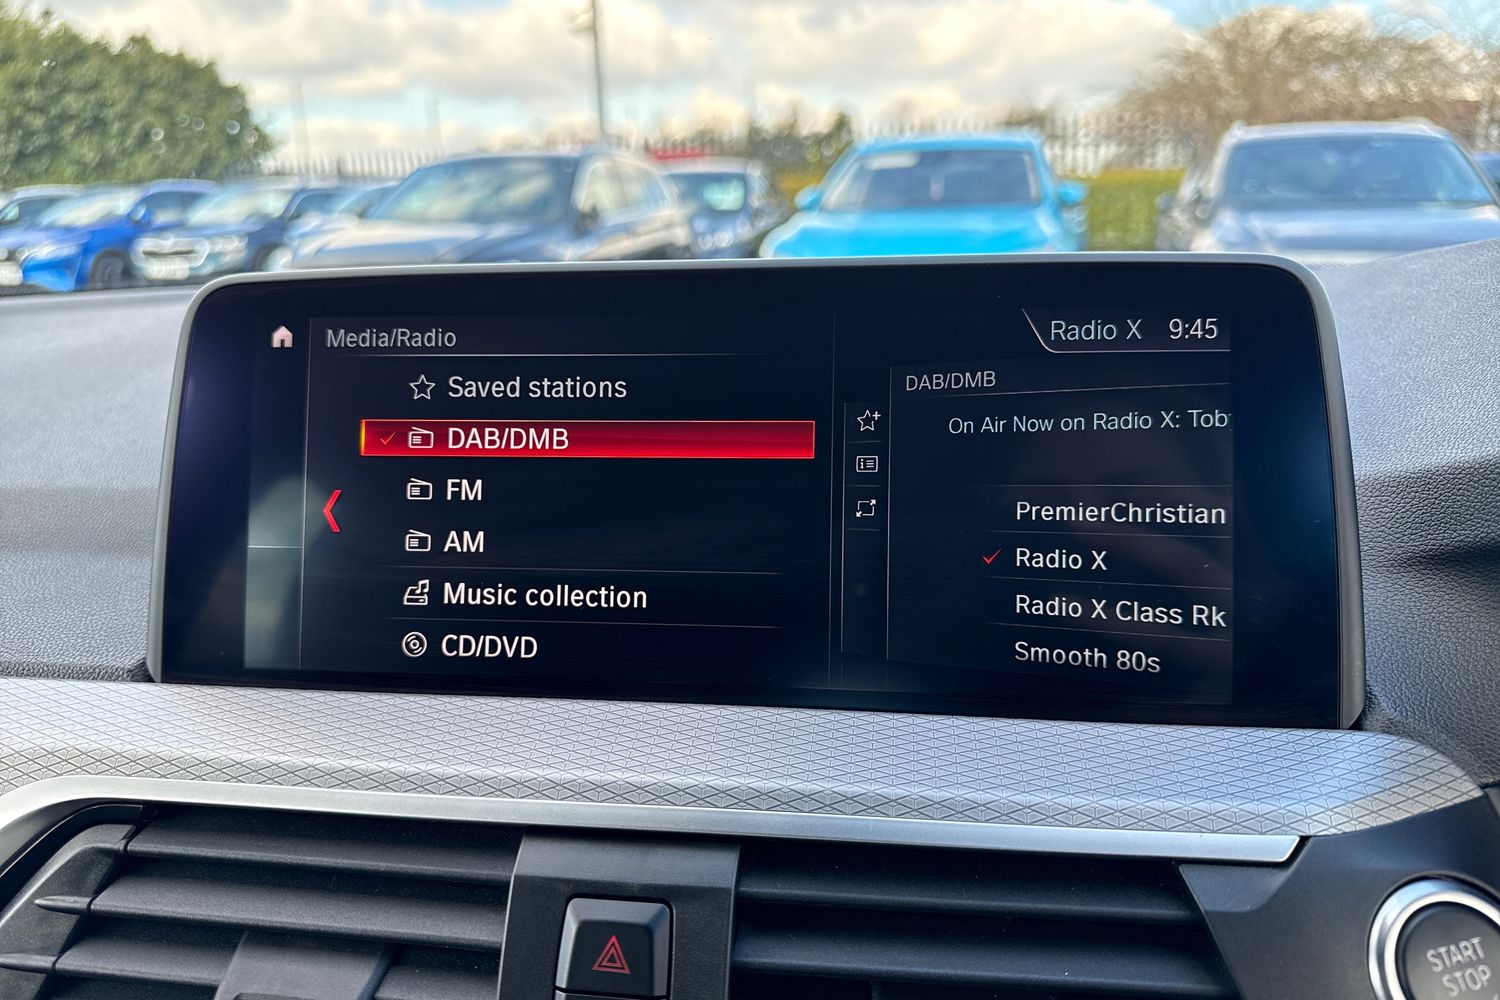 Media/Radio
Saved stations
DAB/DMB
FM
AM
Music collection
CD/DVD
Radio X 9:45
DAB/DMB
On Air Now on Radio X: Tob
PremierChristian
Radio X
Radio X Class Rk
Smooth 80s
START
STOP